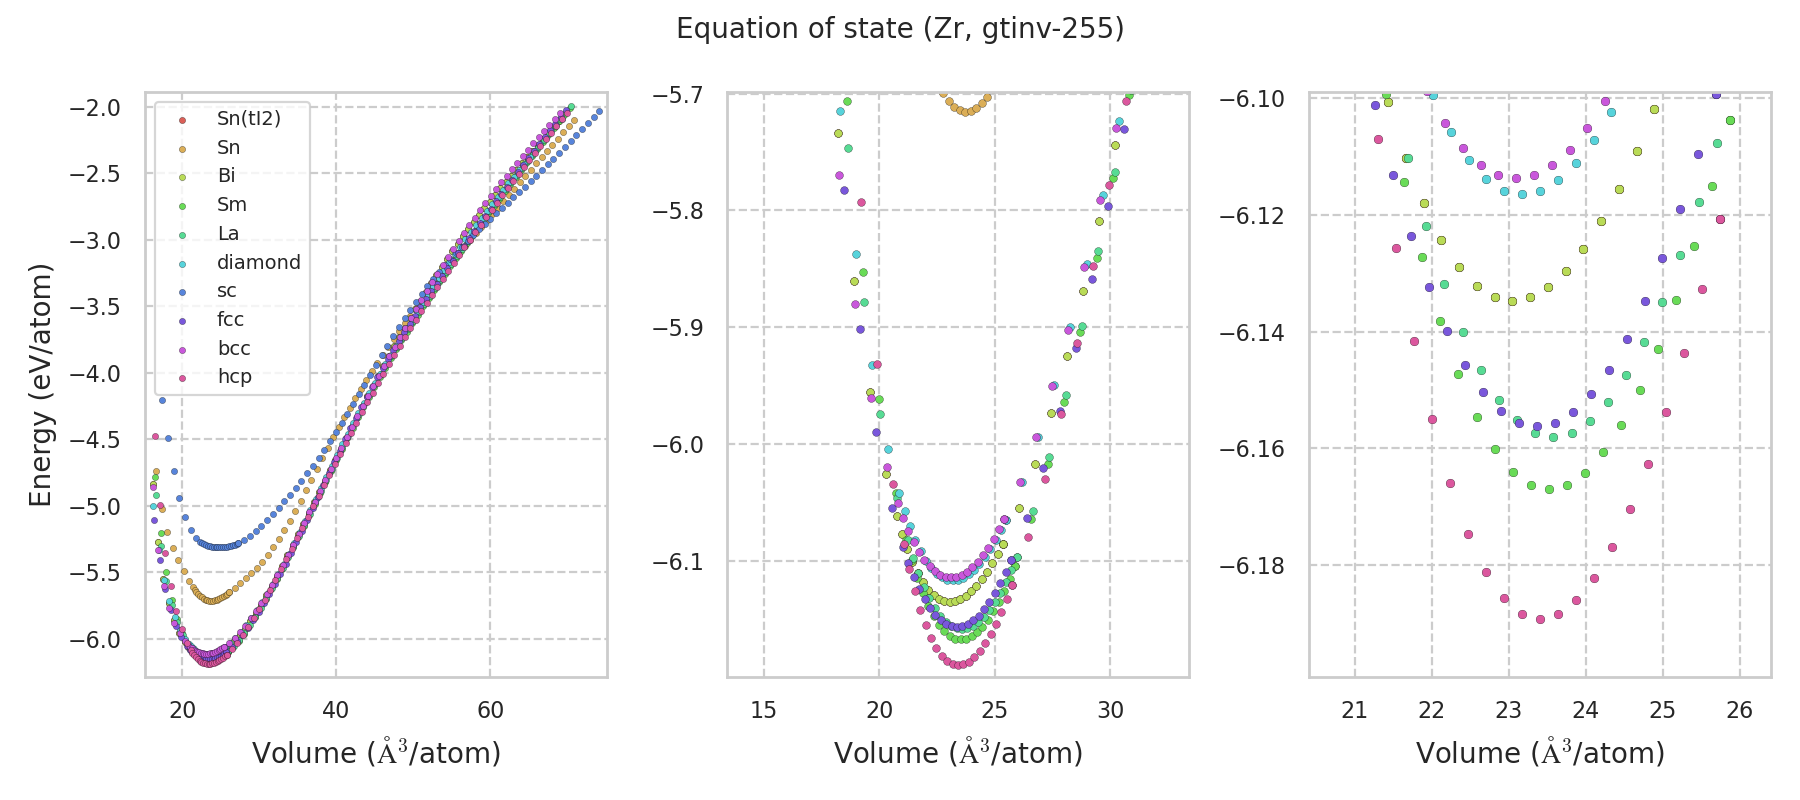 Equation of state (Zr, gtinv-255)
Energy (eV/atom)
−2.0
−2.5
−3.0
−3.5
−4.0
−4.5
−5.0
−5.5
−6.0
Sn(tI2)
Sn
Bi
Sm
La
diamond
sc
fcc
bcc
hcp
20 40 60
Volume (Å³/atom)
−5.7
−5.8
−5.9
−6.0
−6.1
15 20 25 30
Volume (Å³/atom)
−6.10
−6.12
−6.14
−6.16
−6.18
21 22 23 24 25 26
Volume (Å³/atom)